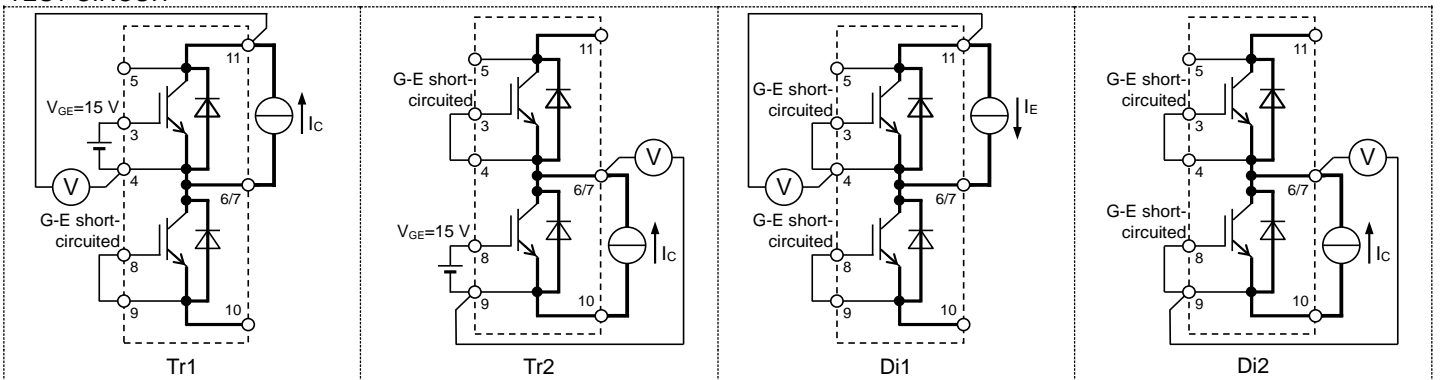 TEST CIRCUIT
11
5
V_GE=15 V
3
I_C
4
V
6/7
G-E short-
circuited
8
9
10
Tr1
11
5
G-E short-
circuited
3
4
V
6/7
V_GE=15 V
8
I_C
9
10
Tr2
11
5
G-E short-
circuited
3
I_E
4
V
6/7
G-E short-
circuited
8
9
10
Di1
11
5
G-E short-
circuited
3
4
V
6/7
G-E short-
circuited
8
I_C
9
10
Di2